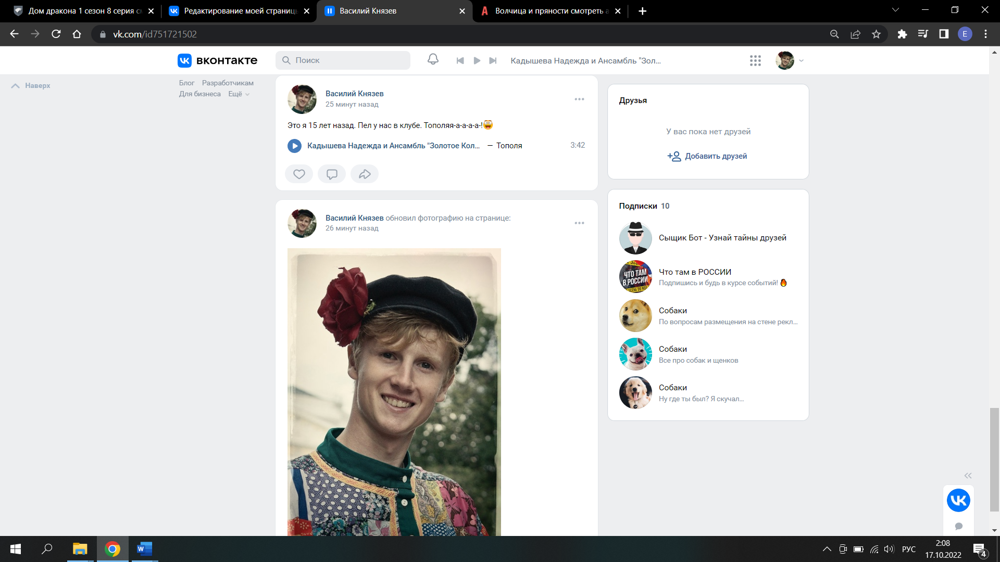 Дом дракона 1 сезон 8 серия с
Редактирование моей страницы
Василий Князев
Волчица и пряности смотреть а
vk.com/id751721502
E
вконтакте
Поиск
Кадышева Надежда и Ансамбль "Зол...
Наверх
Блог Разработчикам
Для бизнеса Ещё
Василий Князев
25 минут назад
Это я 15 лет назад. Пел у нас в клубе. Тополяя-а-а-а-а-!
Кадышева Надежда и Ансамбль "Золотое Кол... — Тополя
3:42
Василий Князев обновил фотографию на странице:
26 минут назад
Друзья
У вас пока нет друзей
Добавить друзей
Подписки 10
Сыщик Бот - Узнай тайны друзей
ЧТО ТАМ
В РОССИИ
Что там в РОССИИ
Подпишись и будь в курсе событий!
Собаки
По вопросам размещения на стене рекл...
Собаки
Все про собак и щенков
Собаки
Ну где ты был? Я скучал...
РУС
2:08
17.10.2022
4